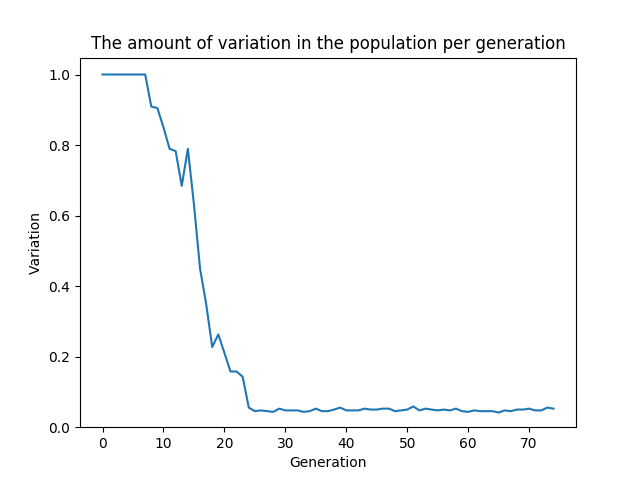 The amount of variation in the population per generation
1.0
0.8
0.6
0.4
0.2
0.0
Variation
0 10 20 30 40 50 60 70
Generation